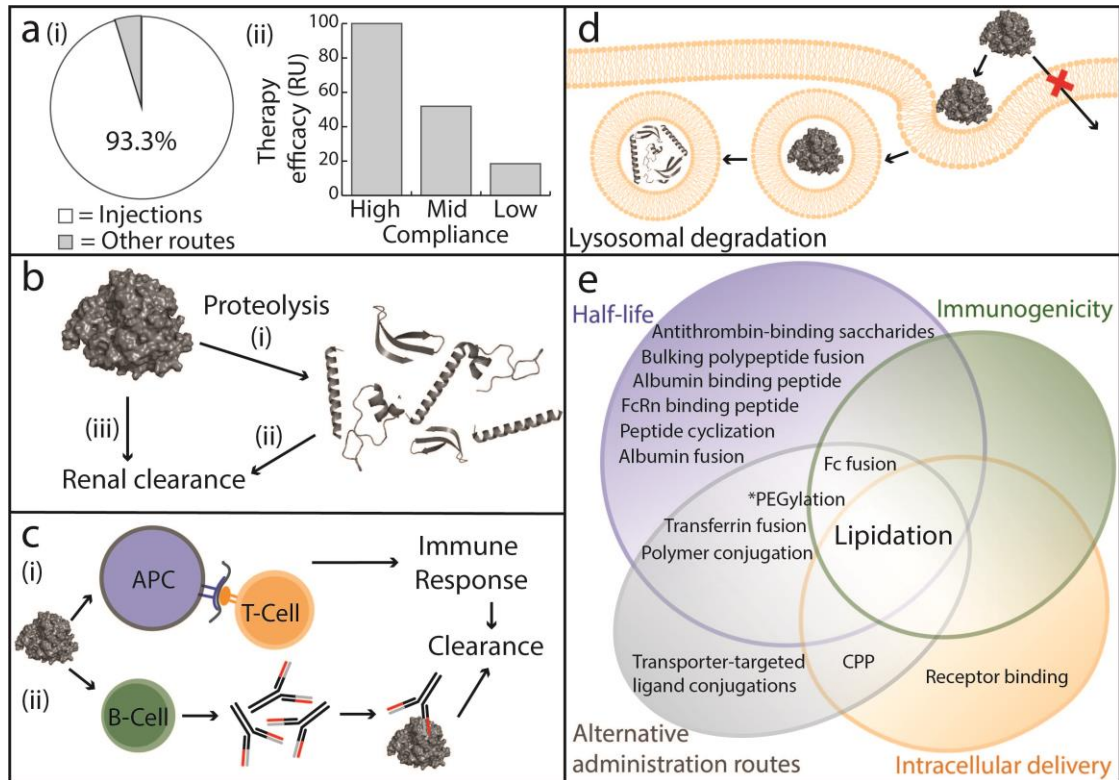 a
(i)
93.3%
= Injections
= Other routes
(ii)
Therapy
efficacy (RU)
100
80
60
40
20
0
High
Mid
Low
Compliance
b
Proteolysis
(i)
(iii)
(ii)
Renal clearance
c
(i)
APC
T-Cell
Immune
Response
Clearance
(ii)
B-Cell
d
Lysosomal degradation
e
Half-life
Immunogenicity
Antithrombin-binding saccharides
Bulking polypeptide fusion
Albumin binding peptide
FcRn binding peptide
Peptide cyclization
Albumin fusion
Fc fusion
*PEGylation
Transferrin fusion
Polymer conjugation
Lipidation
Transporter-targeted
ligand conjugations
CPP
Receptor binding
Alternative
administration routes
Intracellular delivery